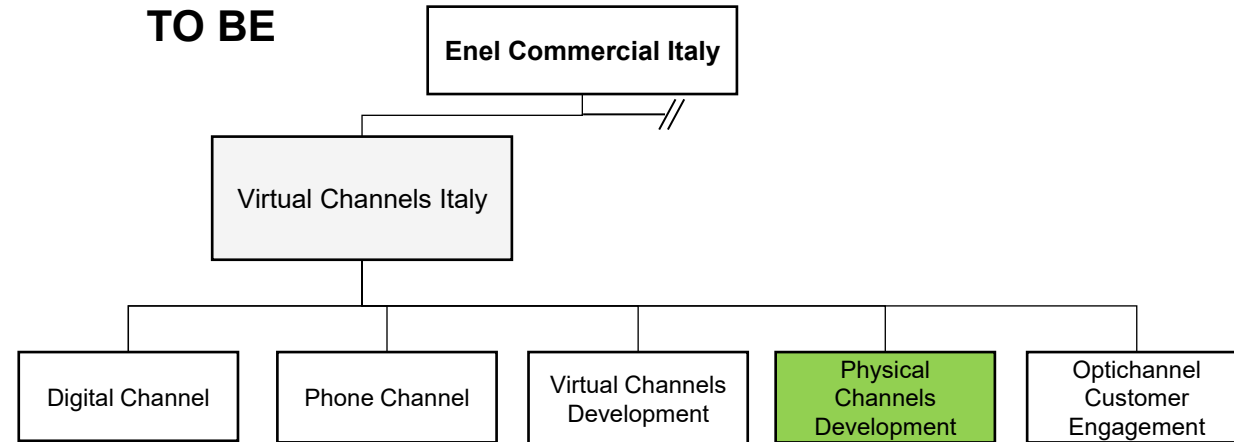 TO BE
Enel Commercial Italy
Virtual Channels Italy
Digital Channel
Phone Channel
Virtual Channels
Development
Physical
Channels
Development
Optichannel
Customer
Engagement